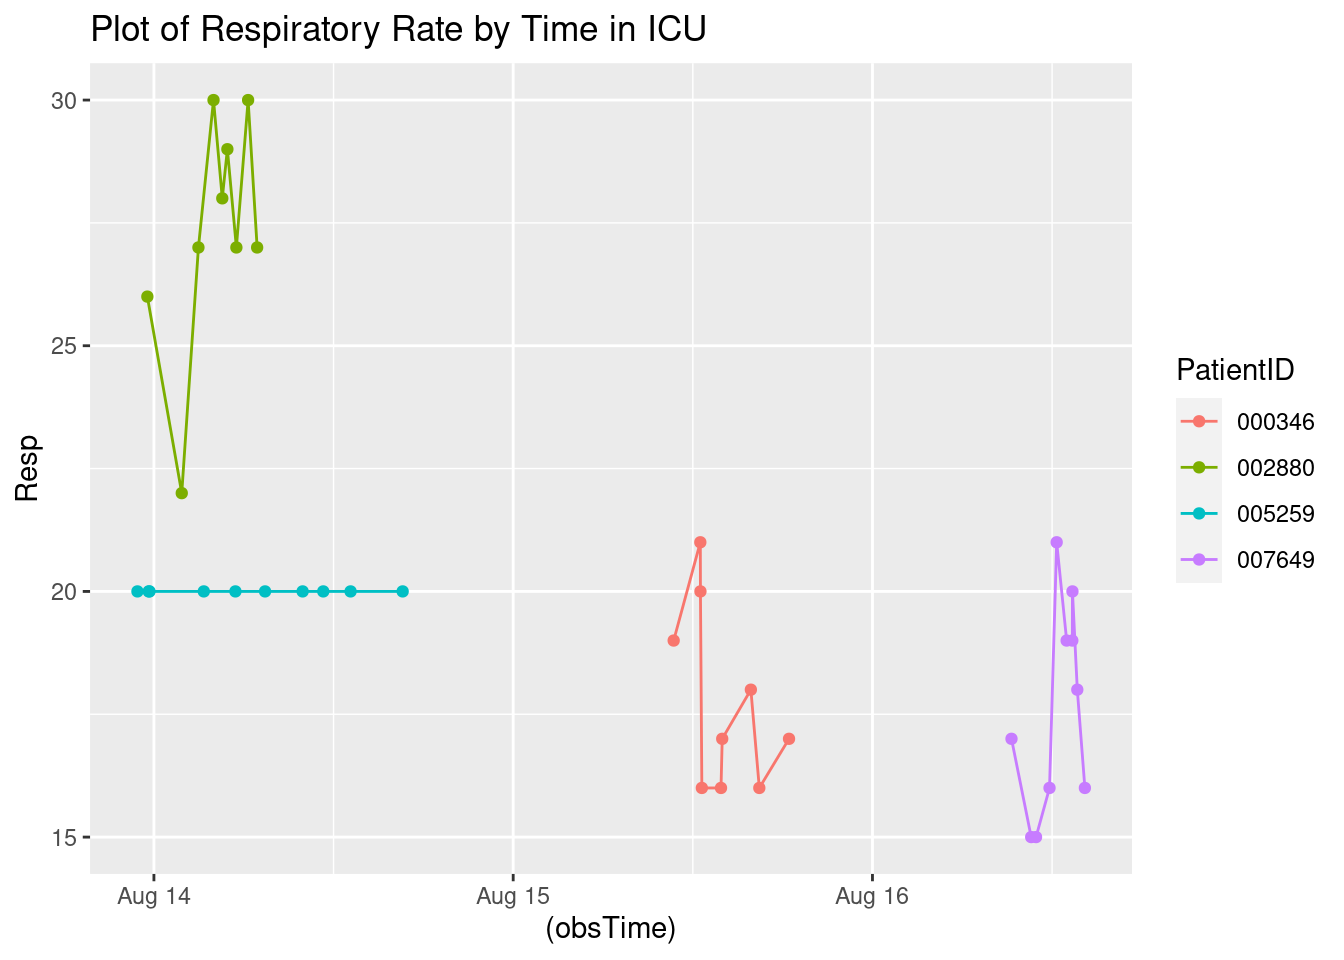 Plot of Respiratory Rate by Time in ICU
30
25
20
15
Resp
Aug 14
Aug 15
Aug 16
(obsTime)
PatientID
000346
002880
005259
007649